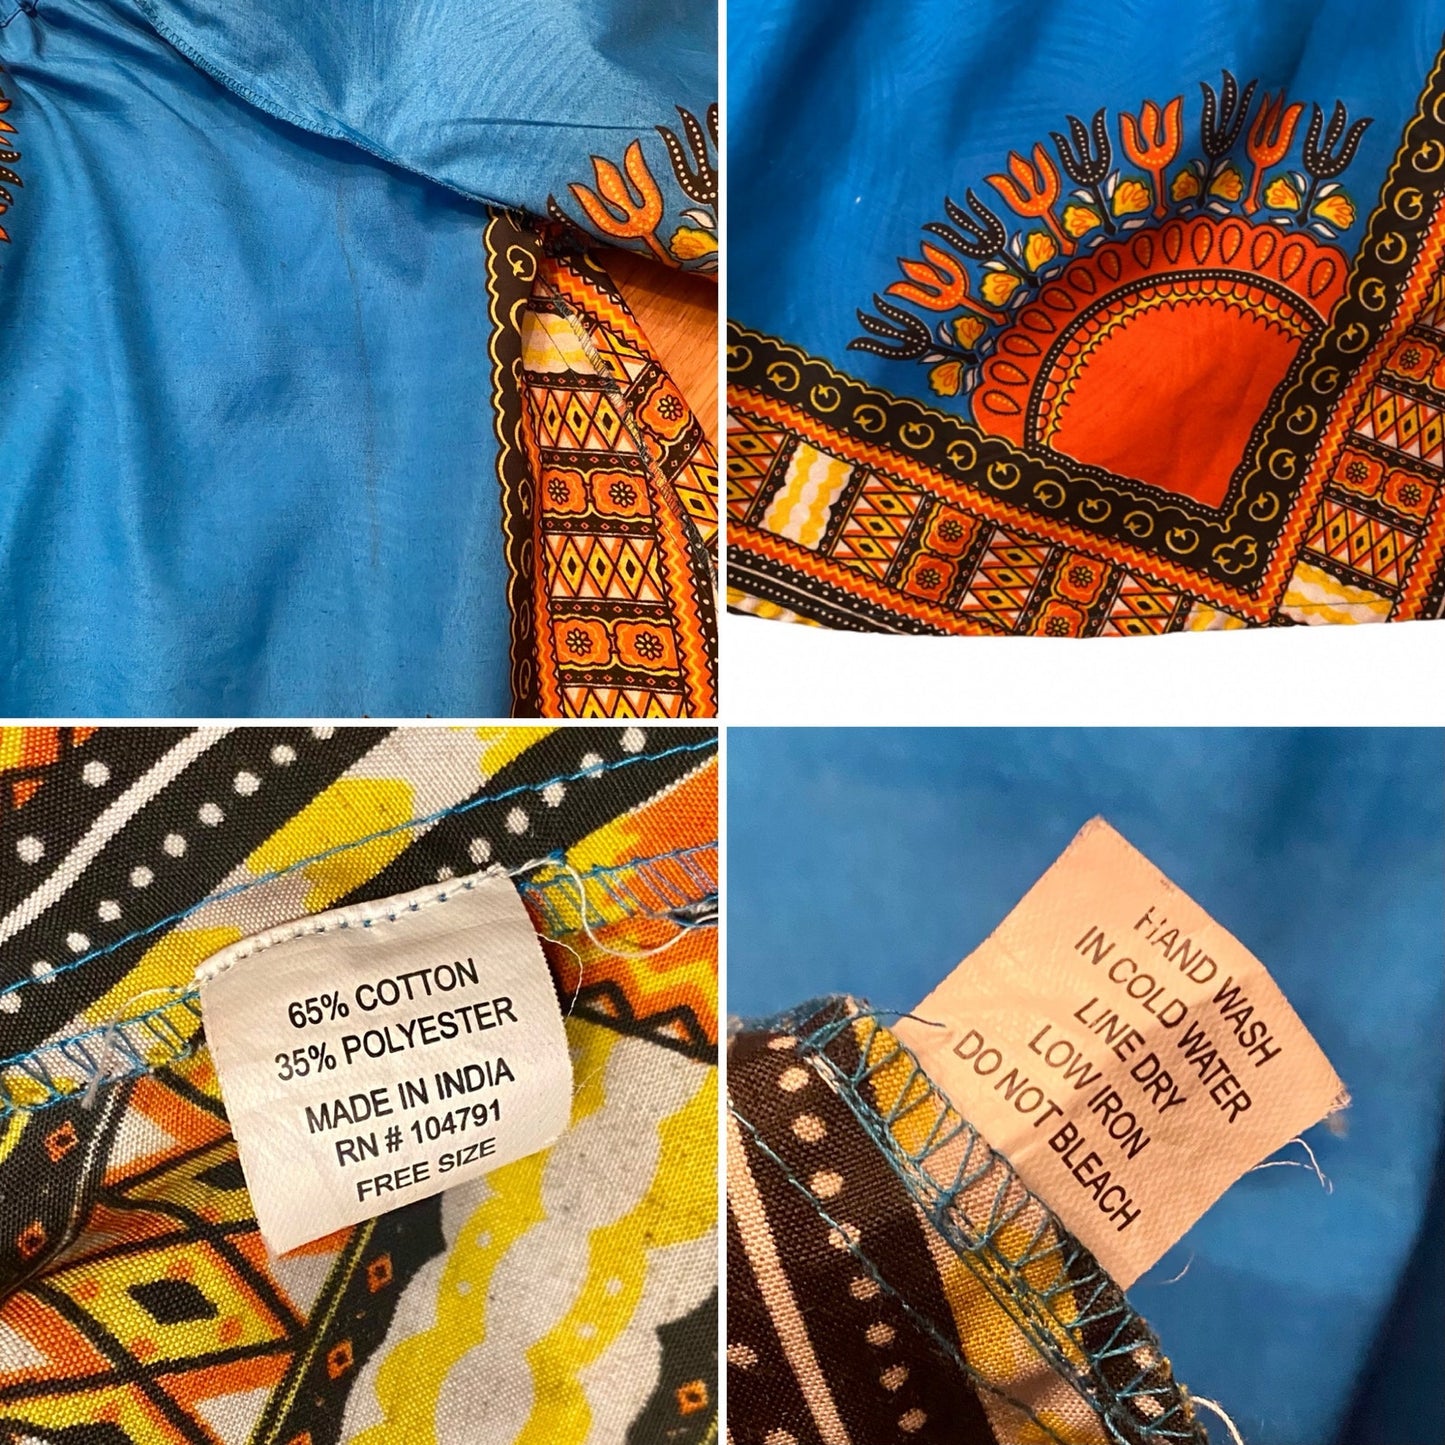 65% COTTON
35% POLYESTER
MADE IN INDIA
RN # 104791
FREE SIZE
HAND WASH
IN COLD WATER
LINE DRY
LOW IRON
DO NOT BLEACH